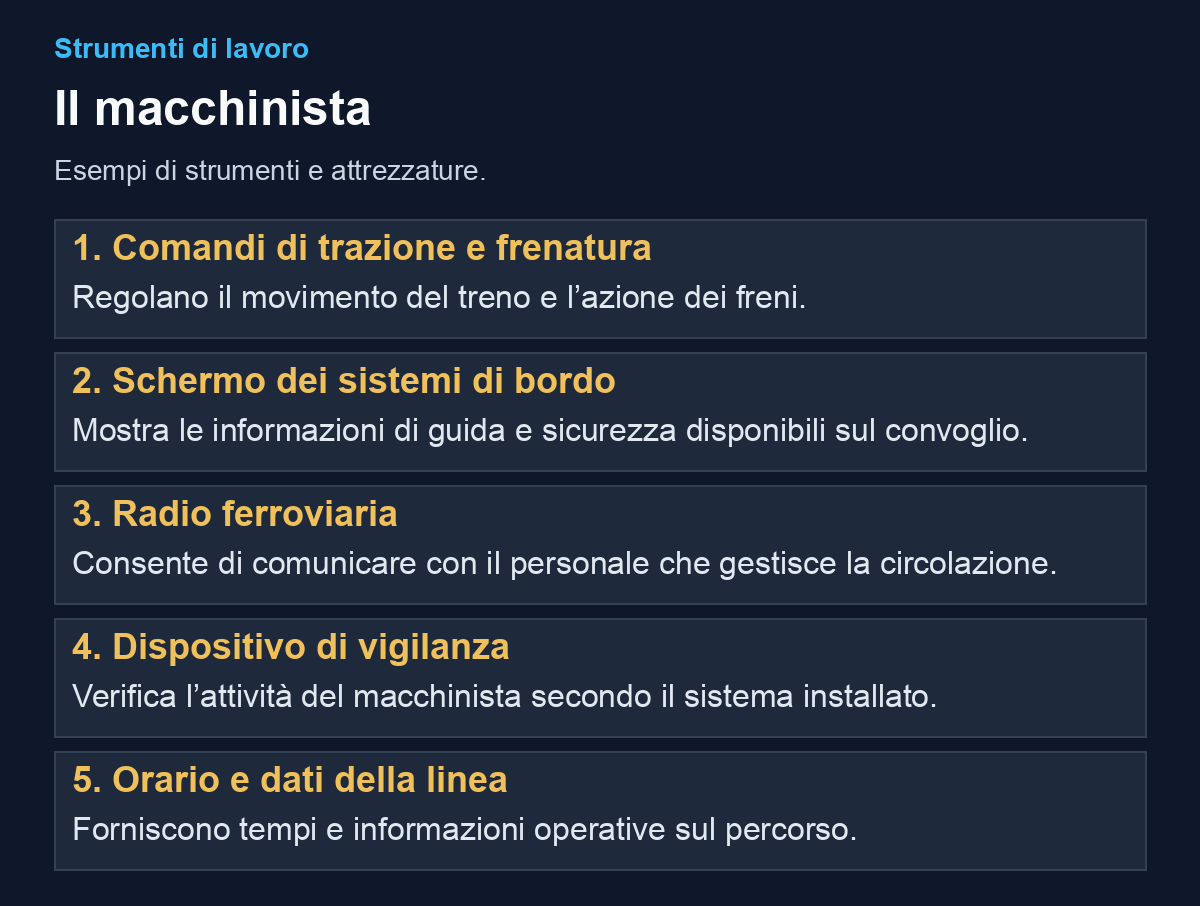 Strumenti di lavoro
Il macchinista
Esempi di strumenti e attrezzature.
1. Comandi di trazione e frenatura
Regolano il movimento del treno e l’azione dei freni.
2. Schermo dei sistemi di bordo
Mostra le informazioni di guida e sicurezza disponibili sul convoglio.
3. Radio ferroviaria
Consente di comunicare con il personale che gestisce la circolazione.
4. Dispositivo di vigilanza
Verifica l’attività del macchinista secondo il sistema installato.
5. Orario e dati della linea
Forniscono tempi e informazioni operative sul percorso.